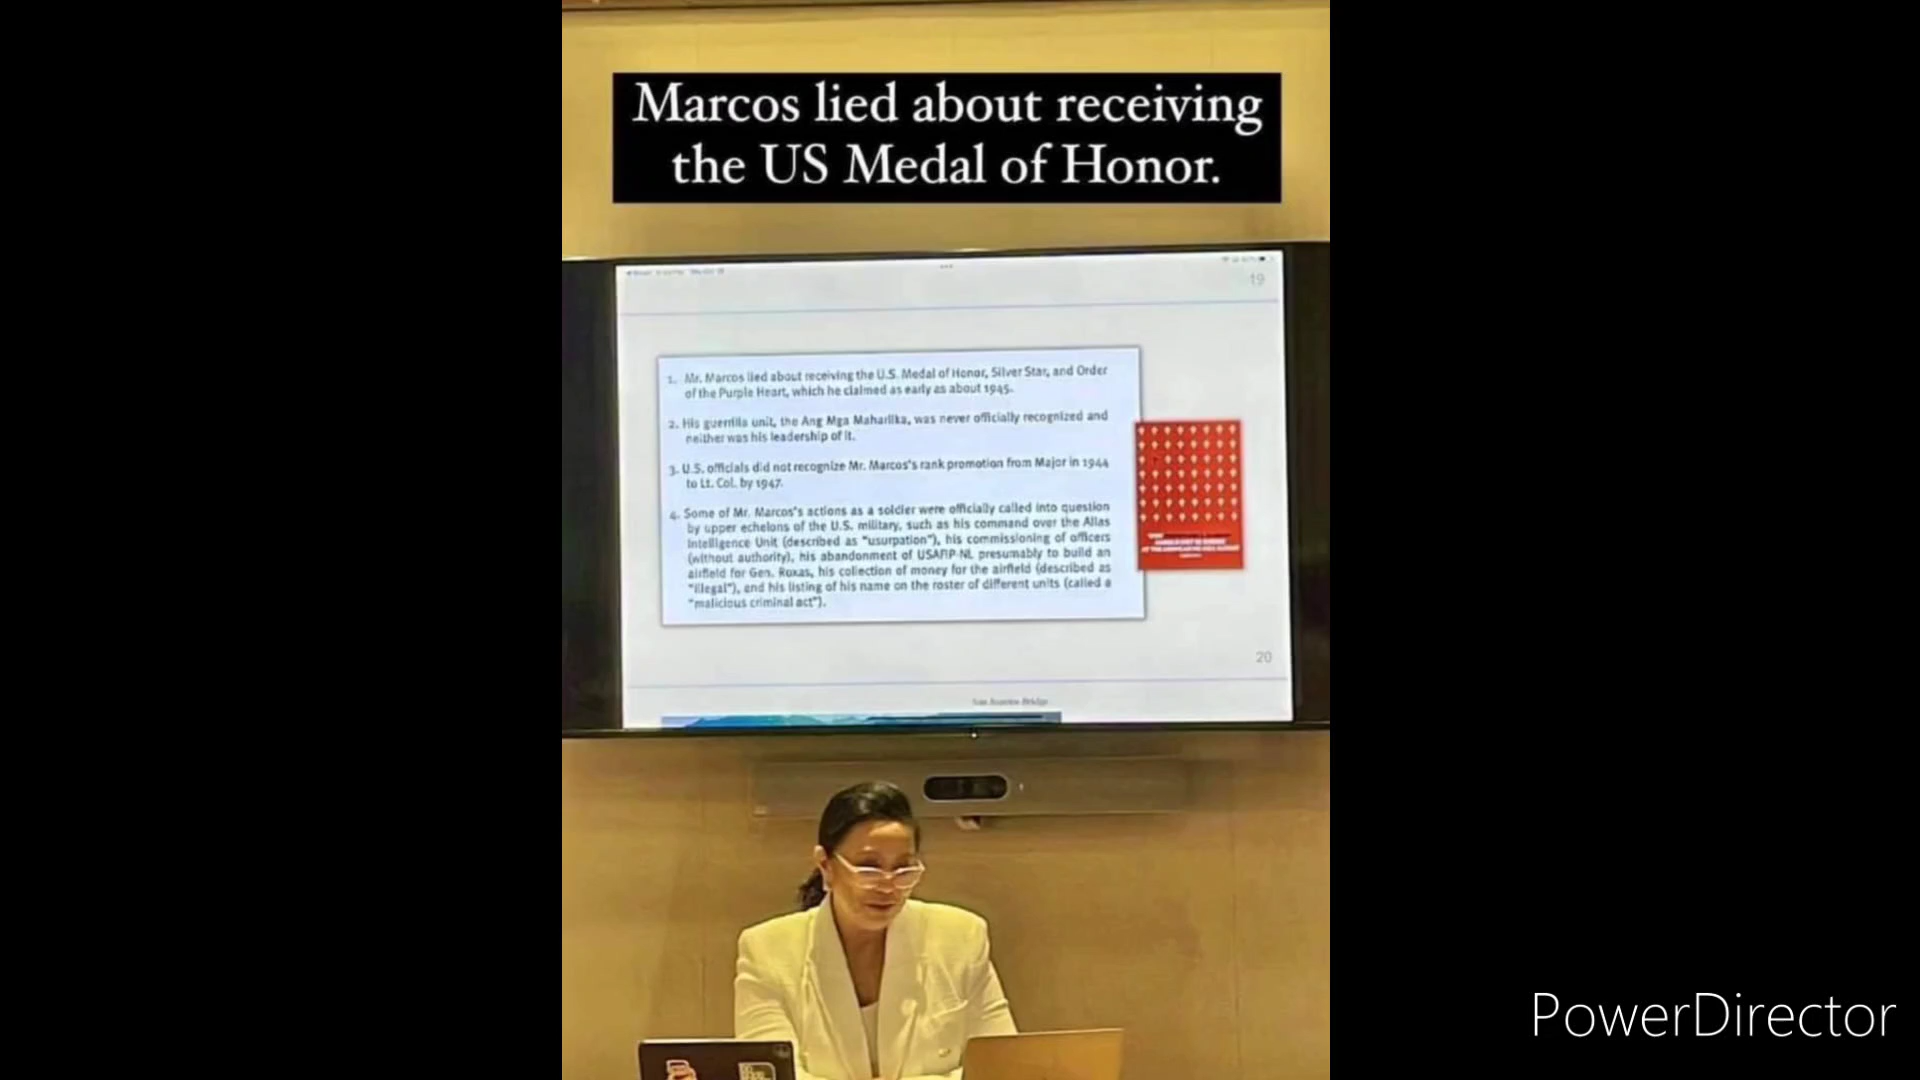 Marcos lied about receiving
the US Medal of Honor.
19
1. Mr. Marcos lied about receiving the U.S. Medal of Honor, Silver Star, and Order
of the Purple Heart, which he claimed as early as about 1945.
2. His guerrilla unit, the Ang Mga Maharlika, was never officially recognized and
neither was his leadership of it.
3. U.S. officials did not recognize Mr. Marcos's rank promotion from Major in 1944
to Lt. Col. by 1947.
4. Some of Mr. Marcos's actions as a soldier were officially called into question
by upper echelons of the U.S. military, such as his command over the Allas
Intelligence Unit (described as "usurpation"), his commissioning of officers
(without authority), his abandonment of USAFIP-NL presumably to build an
airfield for Gen. Roxas, his collection of money for the airfield (described as
"illegal"), and his listing of his name on the roster of different units (called a
"malicious criminal act").
20
San Juanico Bridge
PowerDirector